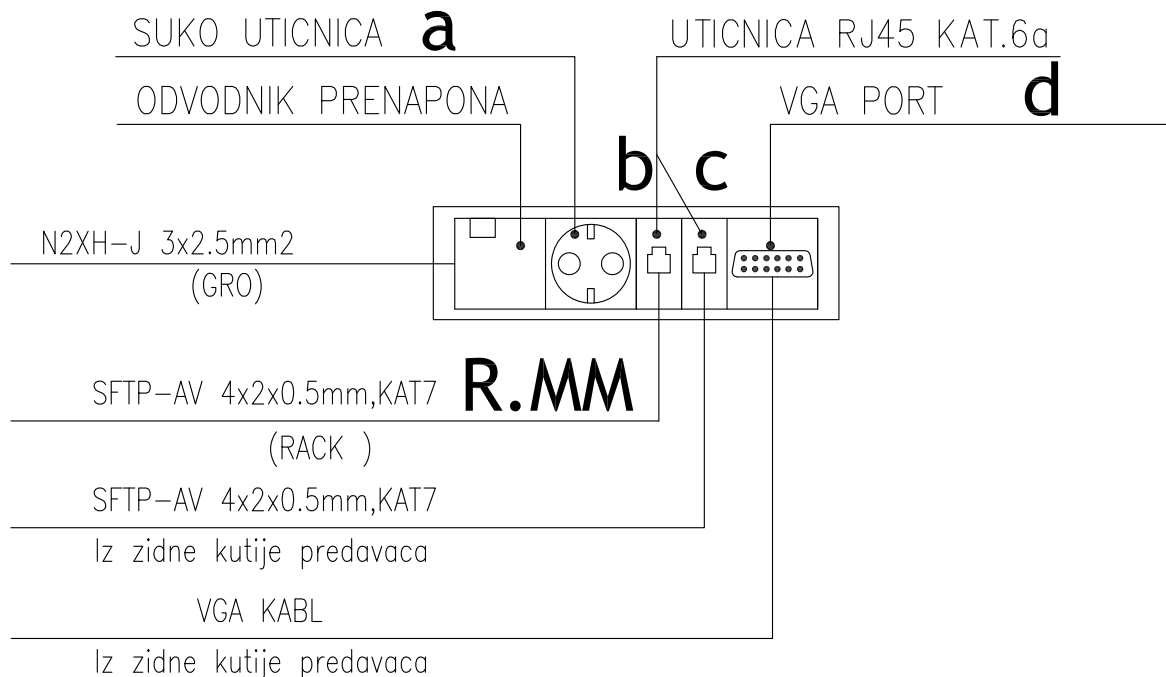 SUKO UTICNICA a
UTICNICA RJ45 KAT.6a
ODVODNIK PRENAPONA
VGA PORT d
b c
N2XH-J 3x2.5mm2
(GRO)
SFTP-AV 4x2x0.5mm,KAT7 R.MM
(RACK )
SFTP-AV 4x2x0.5mm,KAT7
Iz zidne kutije predavaca
VGA KABL
Iz zidne kutije predavaca